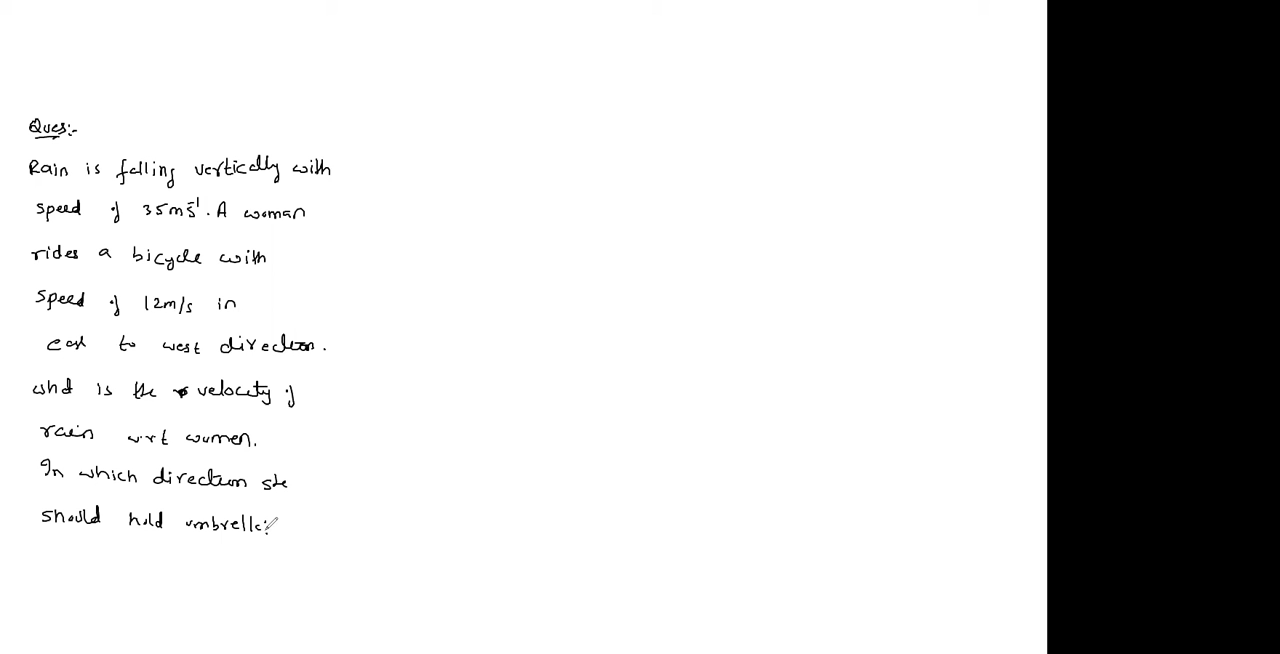 Ques:-
Rain is falling vertically with
speed of 35ms⁻¹. A woman
rides a bicycle with
speed of 12m/s in
east to west direction.
what is the velocity of
rain w.r.t women.
In which direction she
should hold umbrella?